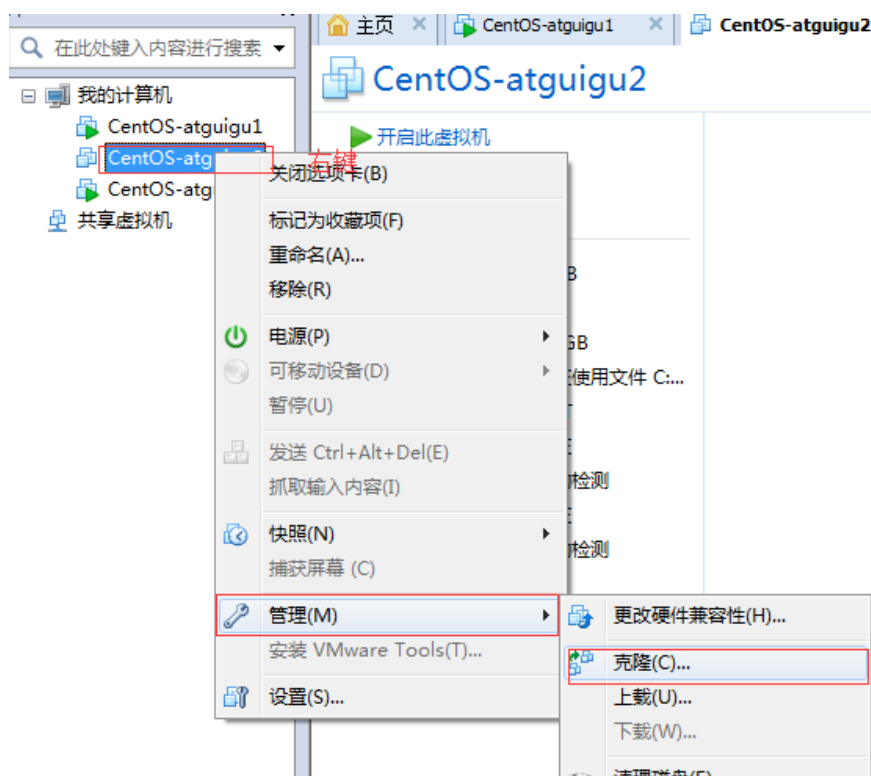 主页
CentOS-atguigu1
CentOS-atguigu2
在此处键入内容进行搜索
CentOS-atguigu2
我的计算机
CentOS-atguigu1
开启此虚拟机
CentOS-atg
右键
CentOS-atg
共享虚拟机
关闭选项卡(B)
标记为收藏项(F)
重命名(A)...
移除(R)
B
电源(P)
GB
可移动设备(D)
使用文件 C:...
暂停(U)
发送 Ctrl+Alt+Del(E)
抓取输入内容(I)
检测
快照(N)
检测
捕获屏幕 (C)
管理(M)
更改硬件兼容性(H)...
安装 VMware Tools(T)...
克隆(C)...
设置(S)...
上载(U)...
下载(W)...